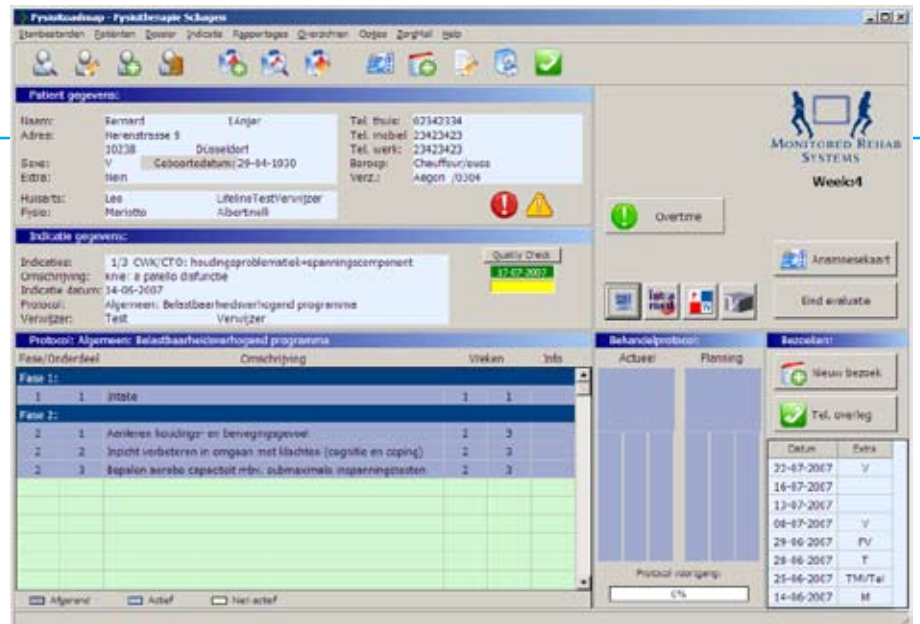 FysioRoadmap - Fysiotherapie Schagen
Stambestanden Patiënten Dossier Indicatie Rapportages Overzichten Opties ZorgMail Help
Patient gegevens:
Naam: Bernard
Adres: Herenstrasse 9
10238 Düsseldorf
Sexe: V Geboortedatum: 29-04-1930
Extra: Nein
Huisarts: Lee LifelineTestVerwijzer
Fysio: Mariotto Albertinelli
Tel. thuis: 02342334
Tel. mobiel 23423423
Tel. werk: 23423423
Beroep:
Verz.: Aegon /0304
MONITORED REHAB
SYSTEMS
Week:4
Overtime
Indicatie gegevens:
Indicaties: 1/3 CWK/CTO: houdingsproblematiek+spanningscomponent
Omschrijving: knie: a patello disfunctie
Indicatie datum: 14-06-2007
Protocol: Algemeen: Belastbaarheidsverhogend programma
Verwijzer: Test Verwijzer
Quality Check
17-07-2007
Anamnesekaart
Eind evaluatie
Protocol: Algemeen: Belastbaarheidsverhogend programma
Fase/Onderdeel Omschrijving Weken Info
Fase 1:
1 1 Intake 1 1
Fase 2:
2 1 Aanleren houdings- en bewegingsgevoel 2 3
2 2 Inzicht verbeteren in omgaan met klachten (cognitie en coping) 2 3
2 3 Bepalen aerobe capaciteit mbv. submaximale inspanningstesten 2 3
Afgerond Actief Niet actief
Behandelprotocol:
Actueel Planning
Protocol voortgang:
0%
Bezoeken:
Nieuw bezoek
Tel. overleg
Datum Extra
22-07-2007 V
16-07-2007
13-07-2007
08-07-2007 V
29-06-2007 FV
28-06-2007 T
25-06-2007 TMI/Tel
14-06-2007 M